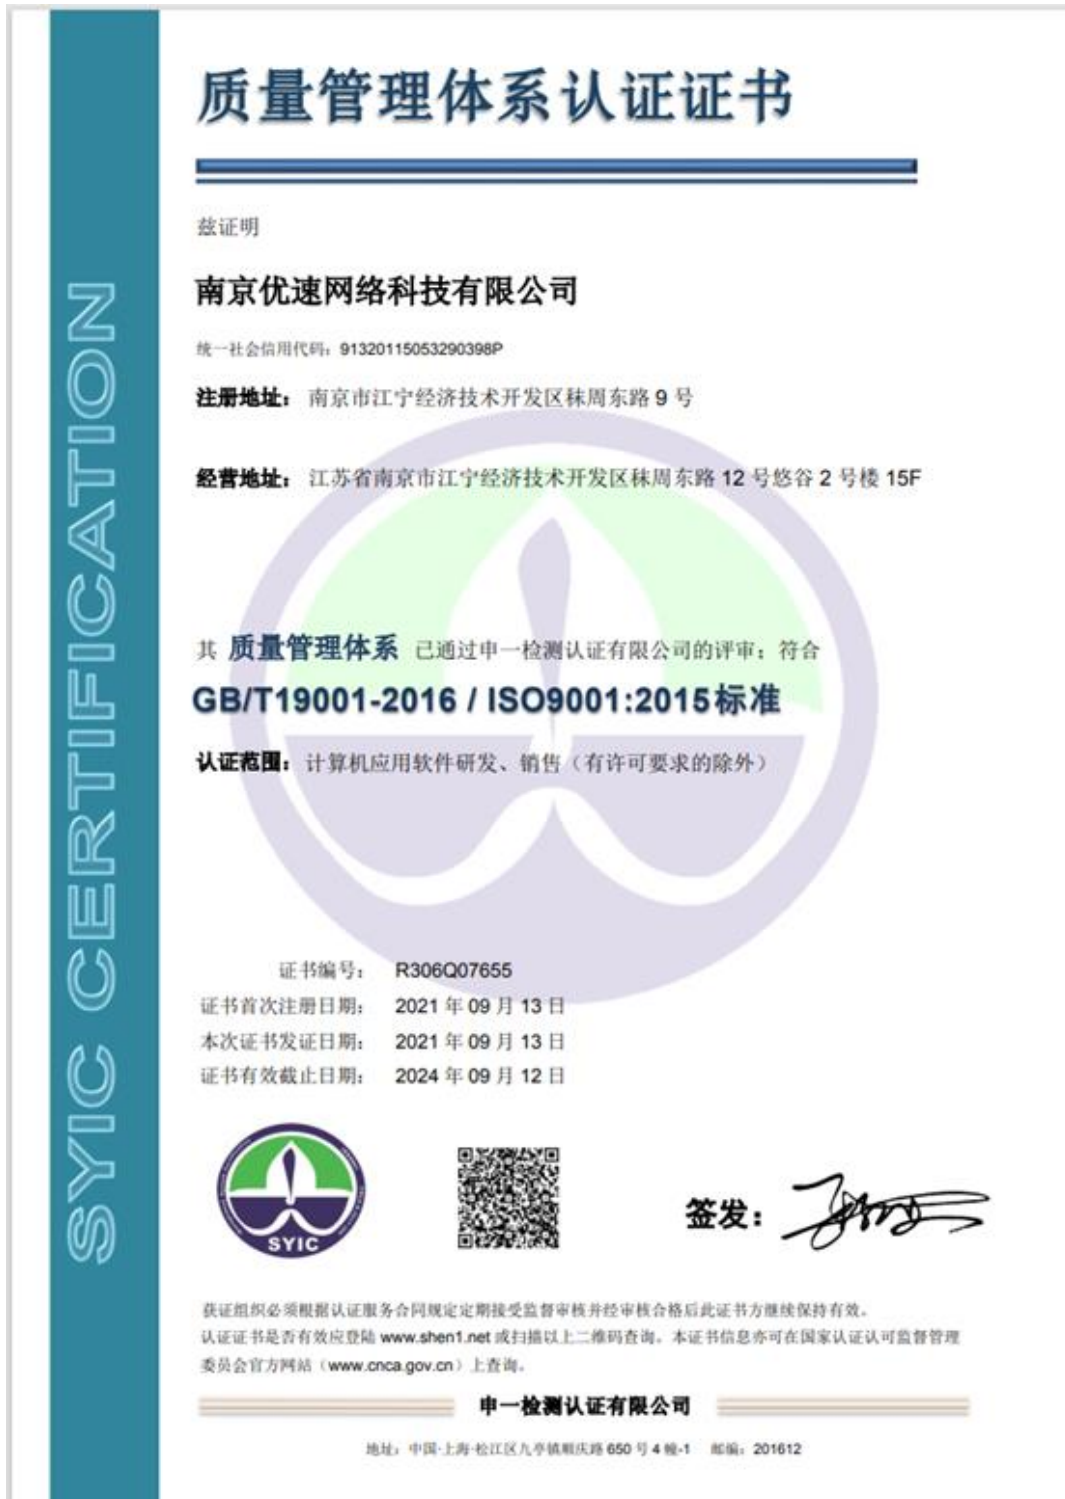 质量管理体系认证证书
兹证明
南京优速网络科技有限公司
统一社会信用代码：91320115053290398P
注册地址： 南京市江宁经济技术开发区秣周东路 9 号
经营地址： 江苏省南京市江宁经济技术开发区秣周东路 12 号悠谷 2 号楼 15F
其 质量管理体系 已通过申一检测认证有限公司的评审：符合
GB/T19001-2016 / ISO9001:2015标准
认证范围： 计算机应用软件研发、销售（有许可要求的除外）
证书编号： R306Q07655
证书首次注册日期： 2021 年 09 月 13 日
本次证书发证日期： 2021 年 09 月 13 日
证书有效截止日期： 2024 年 09 月 12 日
SYIC
签发：
获证组织必须根据认证服务合同规定定期接受监督审核并经审核合格后此证书方继续保持有效。
认证证书是否有效应登陆 www.shen1.net 或扫描以上二维码查询。本证书信息亦可在国家认证认可监督管理
委员会官方网站（www.cnca.gov.cn）上查询。
申一检测认证有限公司
地址：中国·上海·松江区九亭镇顺庆路 650 号 4 幢-1 邮编：201612
SYIC CERTIFICATION